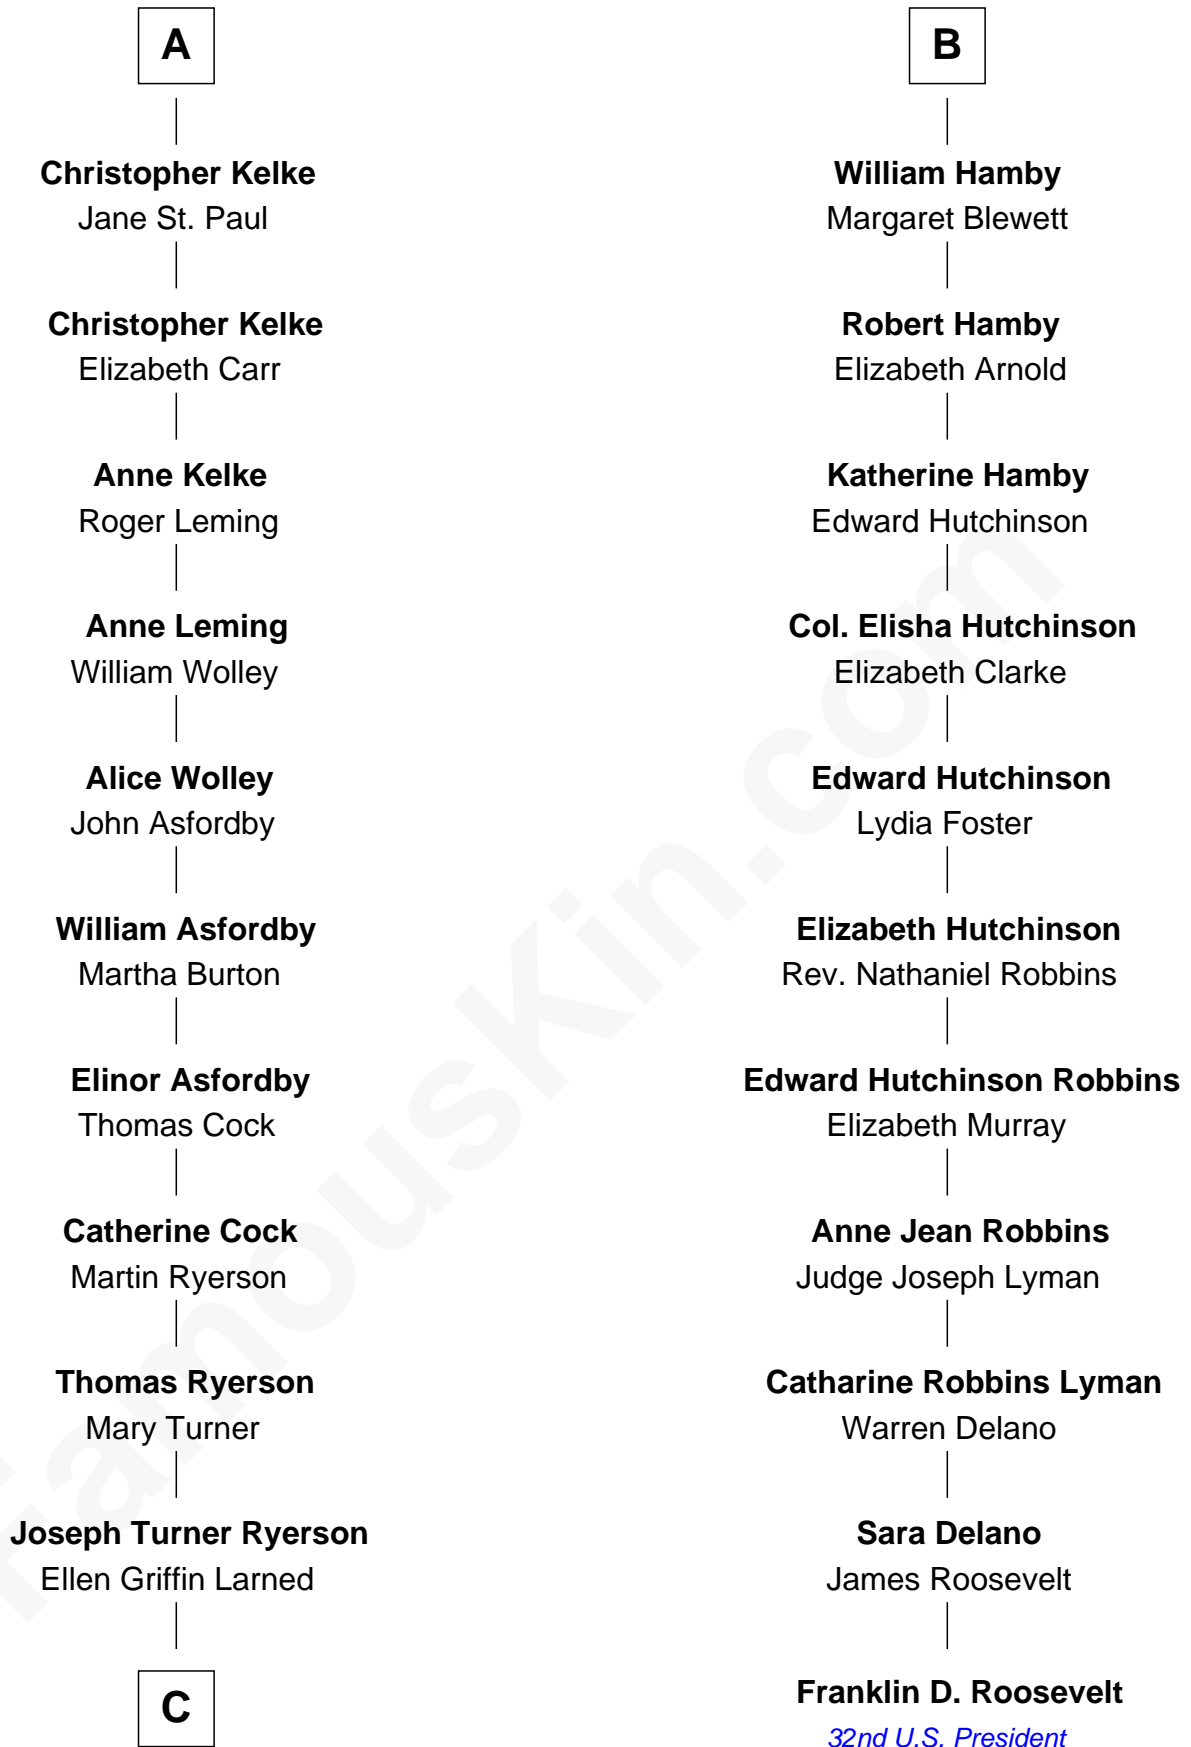 A
Christopher Kelke
Jane St. Paul
Christopher Kelke
Elizabeth Carr
Anne Kelke
Roger Leming
Anne Leming
William Wolley
Alice Wolley
John Asfordby
William Asfordby
Martha Burton
Elinor Asfordby
Thomas Cock
Catherine Cock
Martin Ryerson
Thomas Ryerson
Mary Turner
Joseph Turner Ryerson
Ellen Griffin Larned
C
B
William Hamby
Margaret Blewett
Robert Hamby
Elizabeth Arnold
Katherine Hamby
Edward Hutchinson
Col. Elisha Hutchinson
Elizabeth Clarke
Edward Hutchinson
Lydia Foster
Elizabeth Hutchinson
Rev. Nathaniel Robbins
Edward Hutchinson Robbins
Elizabeth Murray
Anne Jean Robbins
Judge Joseph Lyman
Catharine Robbins Lyman
Warren Delano
Sara Delano
James Roosevelt
Franklin D. Roosevelt
32nd U.S. President
FamousKin.com